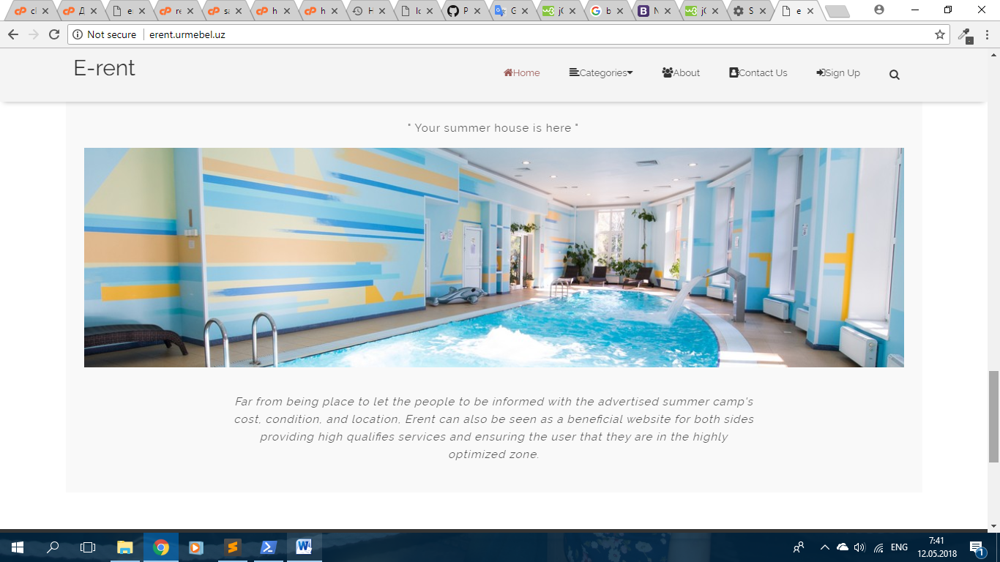 cl
Д
e
re
sa
h
h
H
lo
P
G
jQ
b
N
jQ
S
e
Not secure
erent.urmebel.uz
E-rent
Home
Categories
About
Contact Us
Sign Up
" Your summer house is here "
Far from being place to let the people to be informed with the advertised summer camp's
cost, condition, and location, Erent can also be seen as a beneficial website for both sides
providing high qualifies services and ensuring the user that they are in the highly
optimized zone.
ENG
7:41
12.05.2018
1